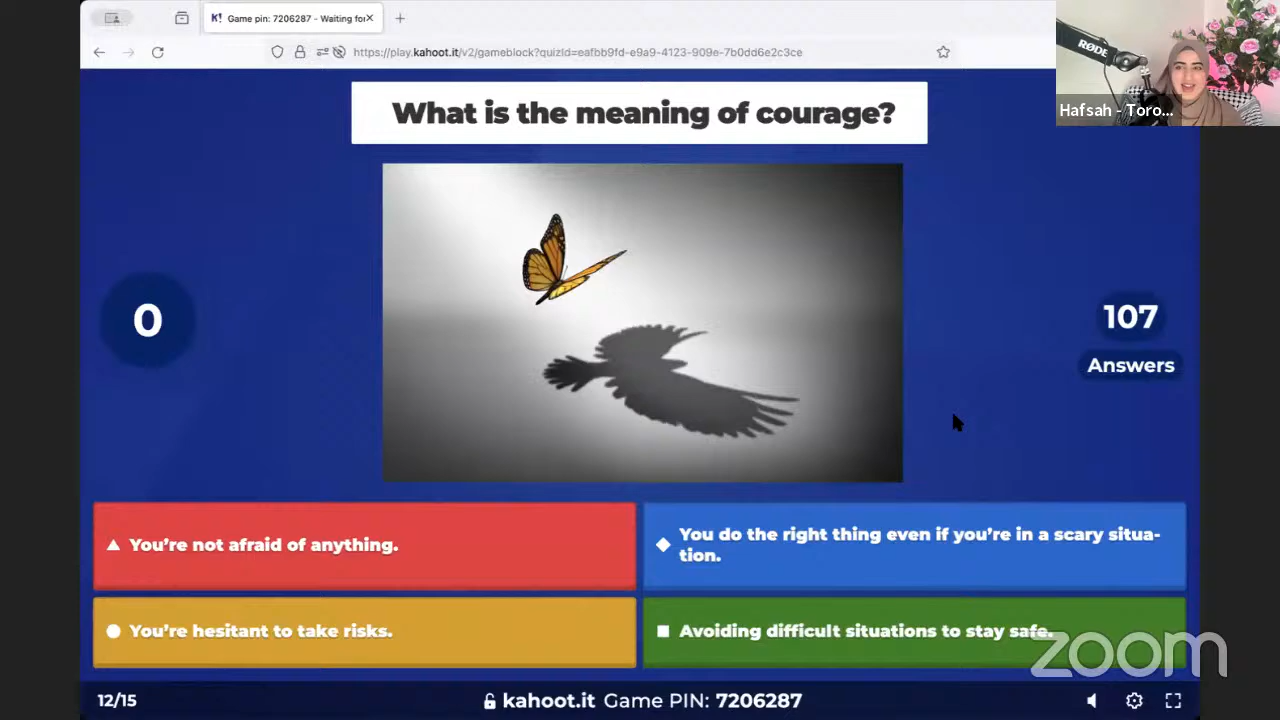 K! Game pin: 7206287 - Waiting for
https://play.kahoot.it/v2/gameblock?quizId=eafbb9fd-e9a9-4123-909e-7b0dd6e2c3ce
RØDE
Hafsah - Toro...
What is the meaning of courage?
0
107
Answers
You're not afraid of anything.
You do the right thing even if you're in a scary situa-
tion.
You're hesitant to take risks.
Avoiding difficult situations to stay safe.
zoom
12/15
kahoot.it Game PIN: 7206287